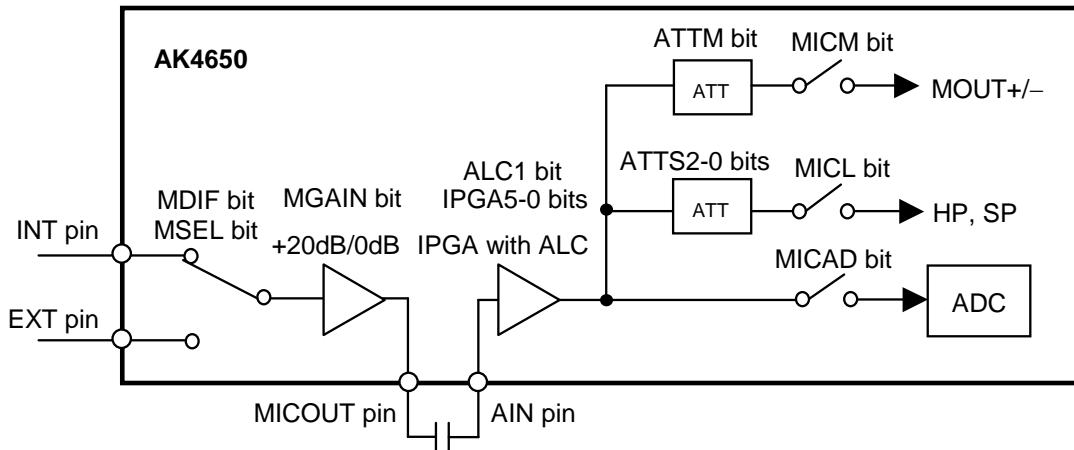 AK4650
ATTM bit
MICM bit
ATT
MOUT+/−
ATTS2-0 bits
MICL bit
ATT
HP, SP
ALC1 bit
IPGA5-0 bits
IPGA with ALC
MDIF bit
MSEL bit
MGAIN bit
+20dB/0dB
MICAD bit
ADC
INT pin
EXT pin
MICOUT pin
AIN pin